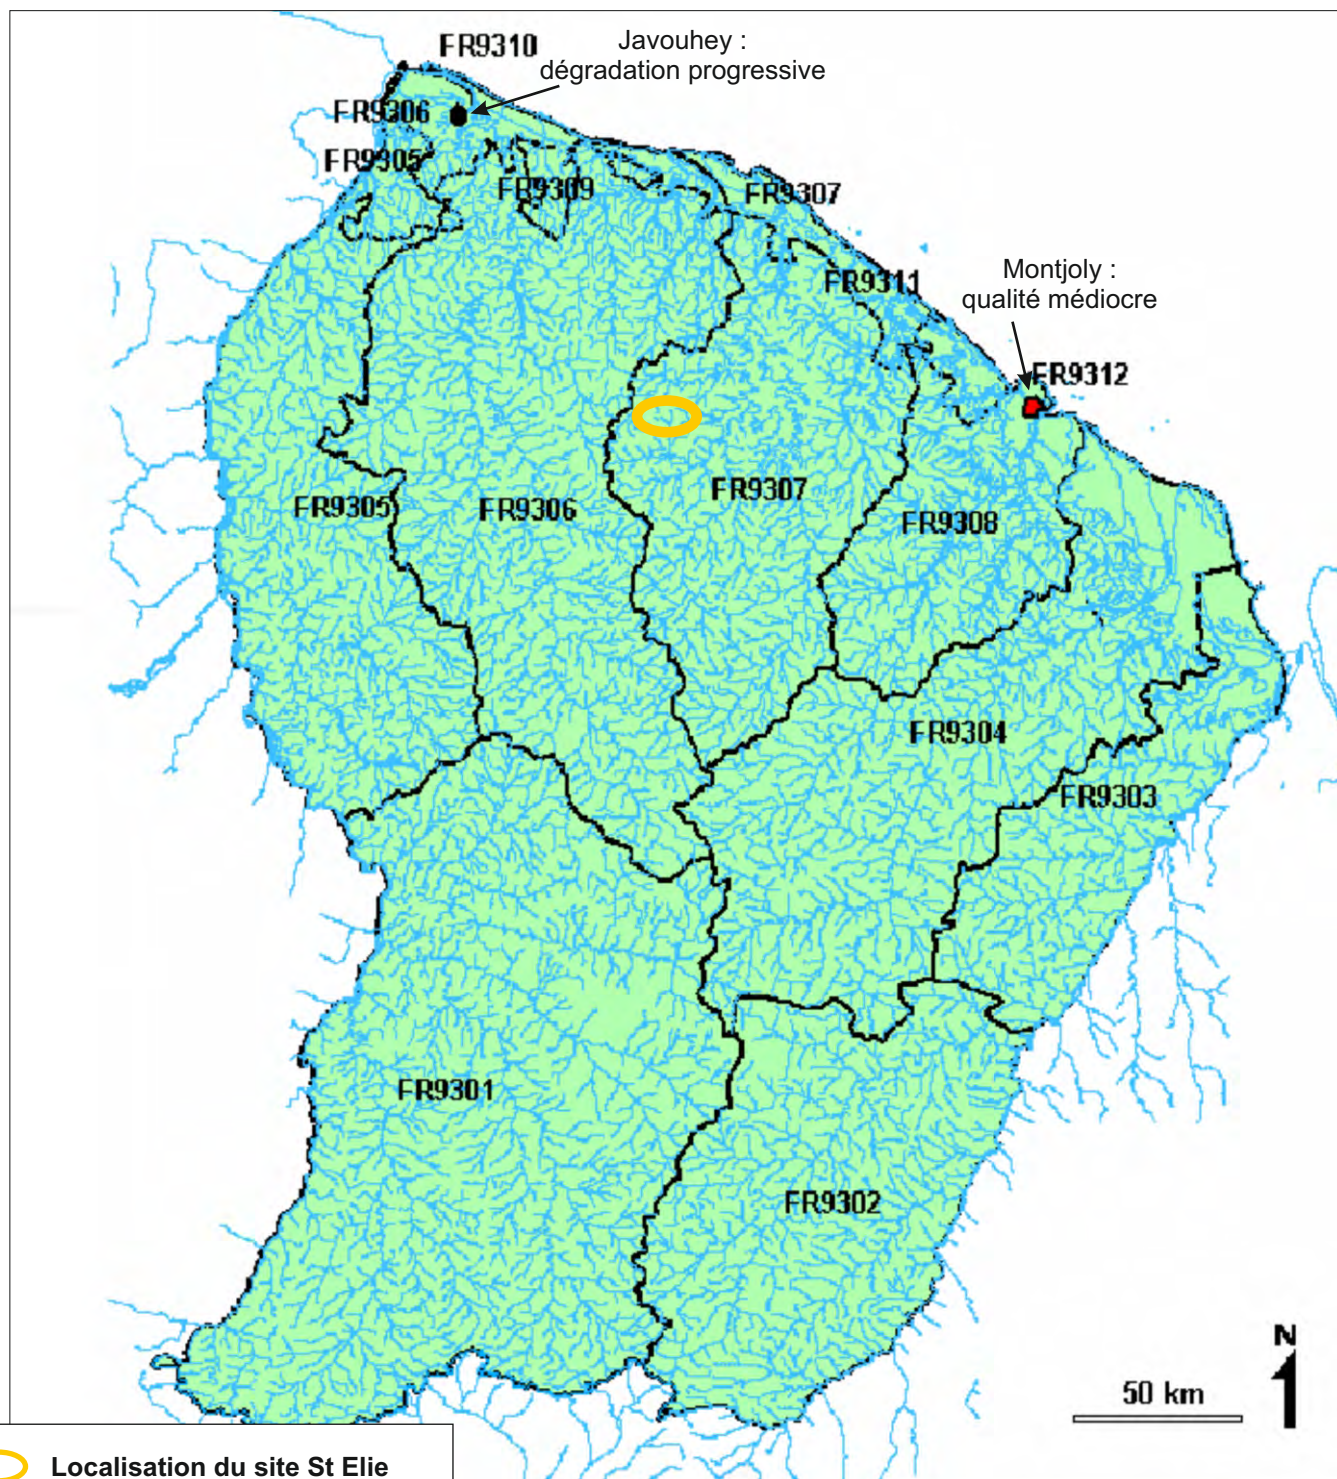 FR9310
Javouhey :
dégradation progressive
FR9306
FR9305
FR9309
FR9307
FR9311
Montjoly :
qualité médiocre
FR9312
FR9307
FR9305
FR9306
FR9308
FR9304
FR9303
FR9301
FR9302
N
50 km
Localisation du site St Elie